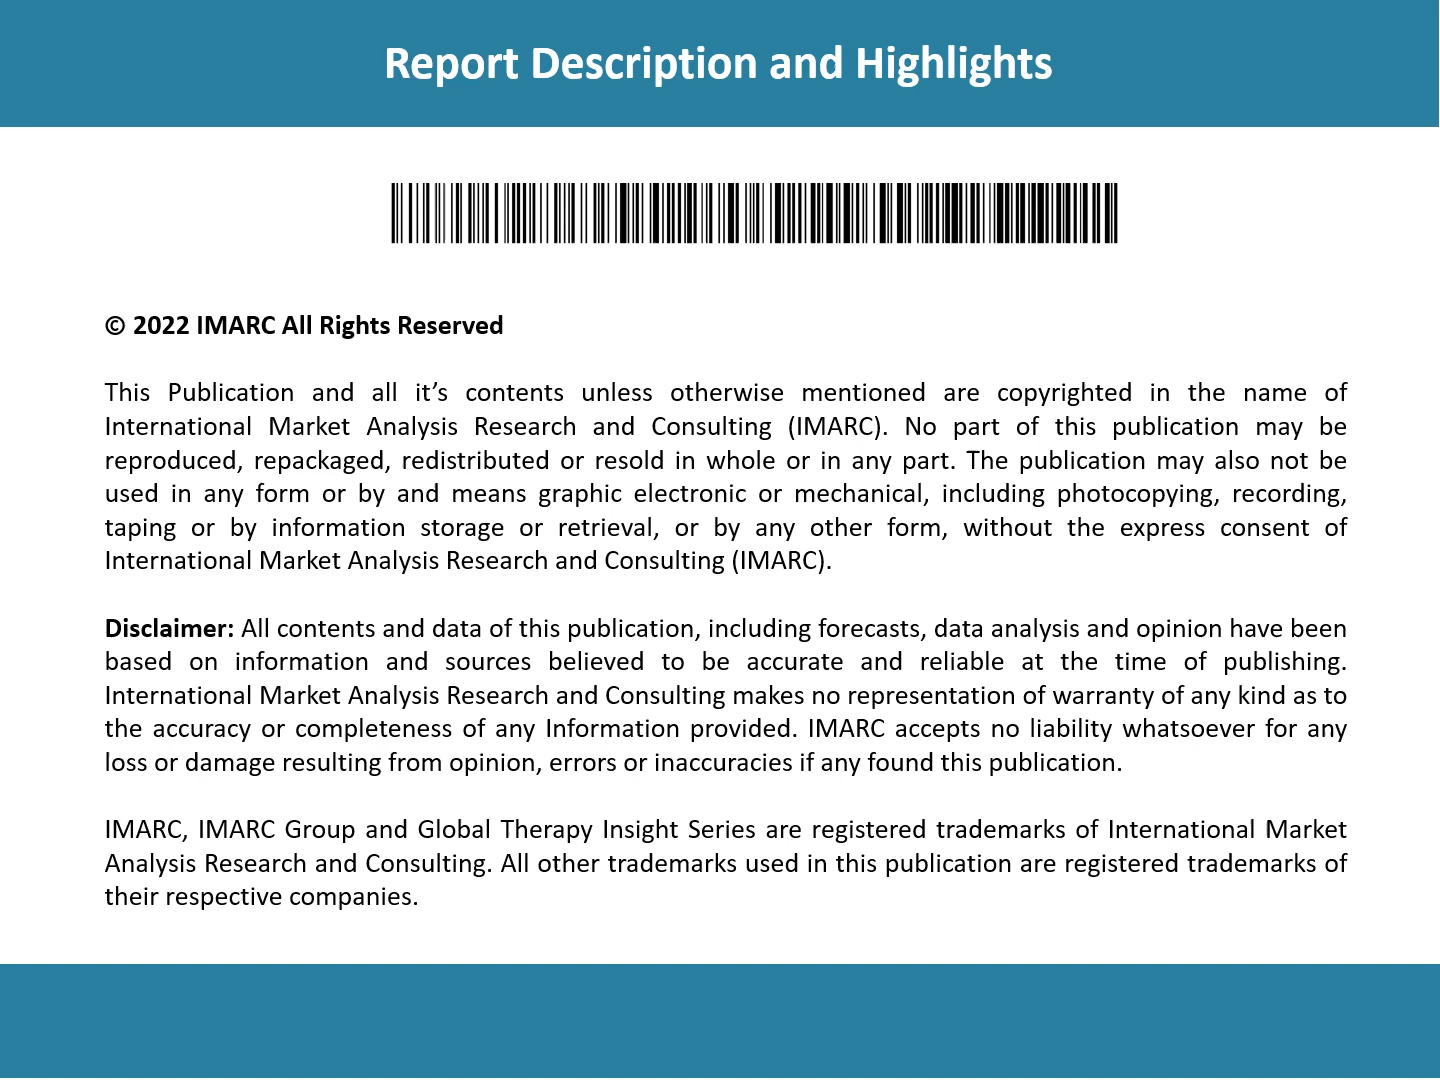 Report Description and Highlights
© 2022 IMARC All Rights Reserved
This Publication and all it’s contents unless otherwise mentioned are copyrighted in the name of
International Market Analysis Research and Consulting (IMARC). No part of this publication may be
reproduced, repackaged, redistributed or resold in whole or in any part. The publication may also not be
used in any form or by and means graphic electronic or mechanical, including photocopying, recording,
taping or by information storage or retrieval, or by any other form, without the express consent of
International Market Analysis Research and Consulting (IMARC).
Disclaimer: All contents and data of this publication, including forecasts, data analysis and opinion have been
based on information and sources believed to be accurate and reliable at the time of publishing.
International Market Analysis Research and Consulting makes no representation of warranty of any kind as to
the accuracy or completeness of any Information provided. IMARC accepts no liability whatsoever for any
loss or damage resulting from opinion, errors or inaccuracies if any found this publication.
IMARC, IMARC Group and Global Therapy Insight Series are registered trademarks of International Market
Analysis Research and Consulting. All other trademarks used in this publication are registered trademarks of
their respective companies.